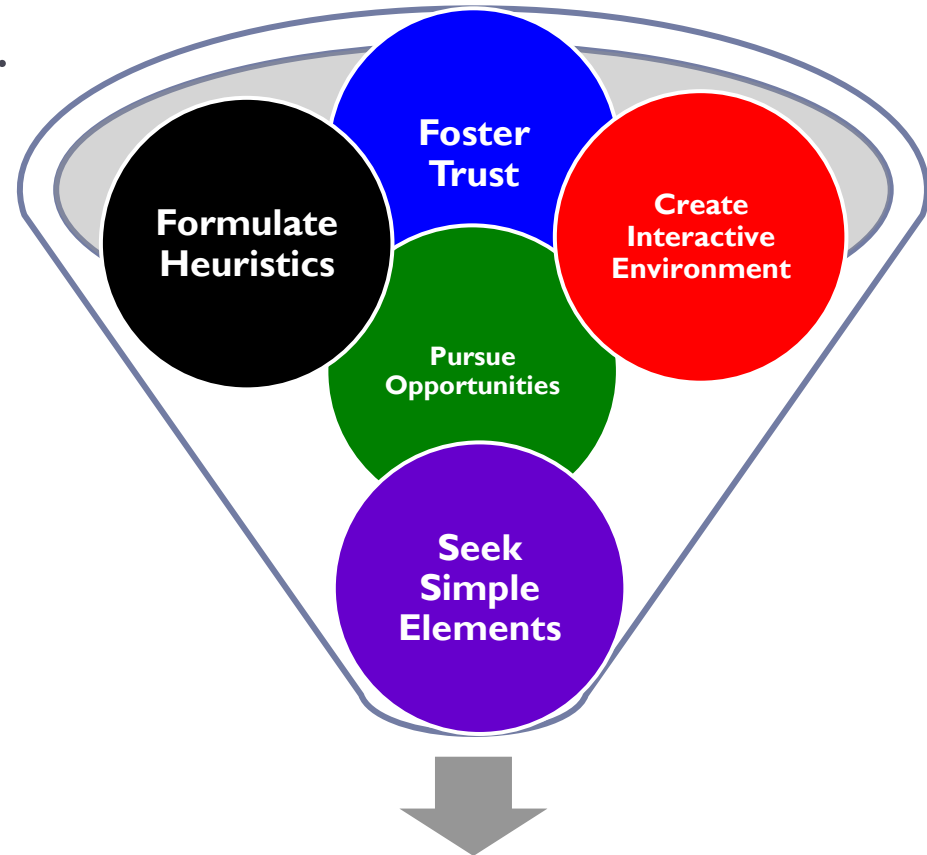 Foster
Trust
Formulate
Heuristics
Create
Interactive
Environment
Pursue
Opportunities
Seek
Simple
Elements